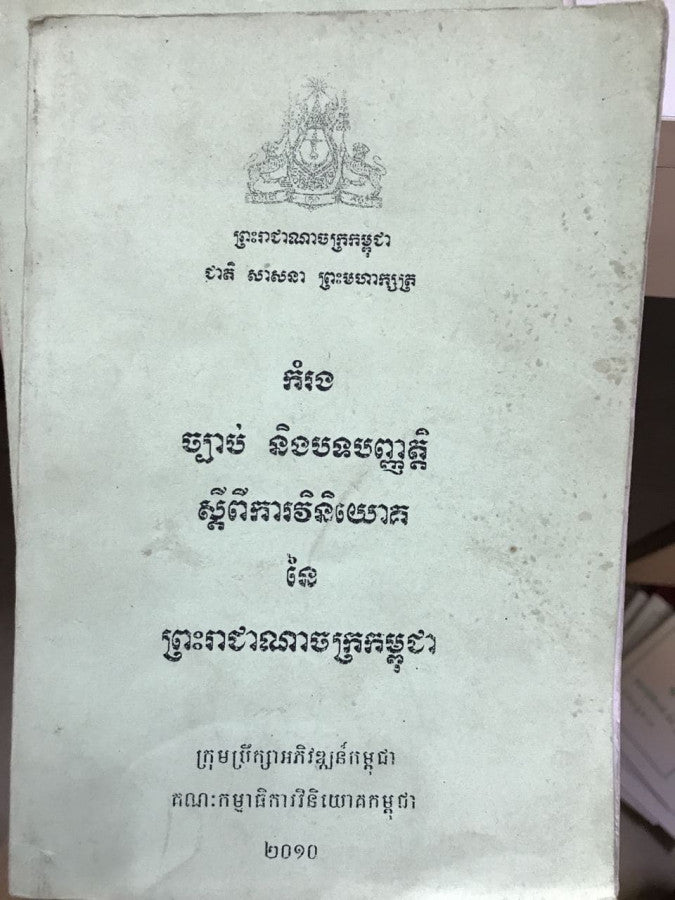 ព្រះរាជាណាចក្រកម្ពុជា
ជាតិ សាសនា ព្រះមហាក្សត្រ
កំរង
ច្បាប់ និងបទបញ្ញត្តិ
ស្តីពីការវិនិយោគ
នៃ
ព្រះរាជាណាចក្រកម្ពុជា
ក្រុមប្រឹក្សាអភិវឌ្ឍន៍កម្ពុជា
គណៈកម្មាធិការវិនិយោគកម្ពុជា
២០១០